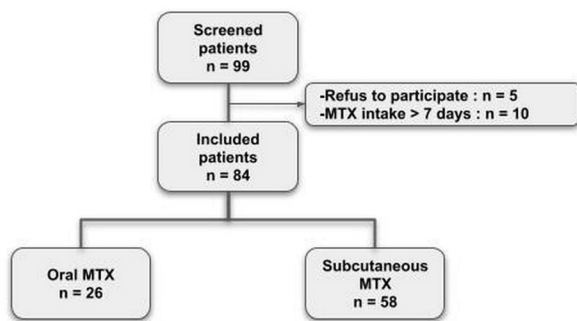 Screened
patients
n = 99
-Refus to participate : n = 5
-MTX intake > 7 days : n = 10
Included
patients
n = 84
Oral MTX
n = 26
Subcutaneous
MTX
n = 58